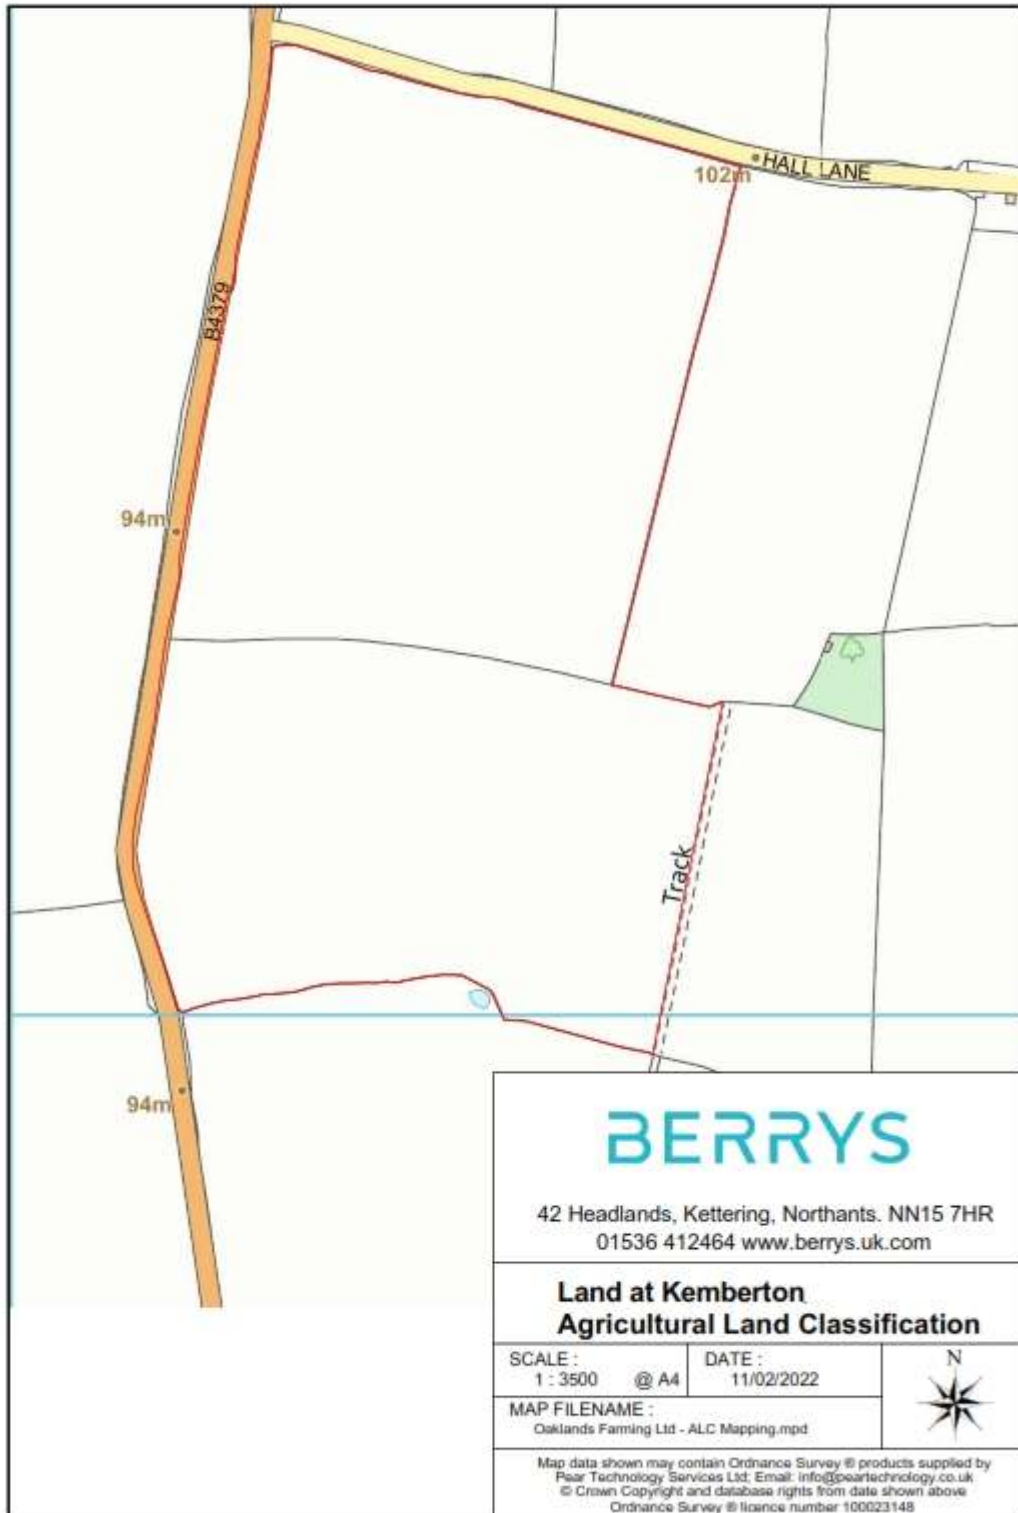 HALL LANE
102m
B4379
94m
Track
94m
BERRYS
42 Headlands, Kettering, Northants. NN15 7HR
01536 412464 www.berrys.uk.com
Land at Kemberton
Agricultural Land Classification
SCALE :
1 : 3500 @ A4
DATE :
11/02/2022
N
MAP FILENAME :
Oaklands Farming Ltd - ALC Mapping.mpd
Map data shown may contain Ordnance Survey ® products supplied by
Pear Technology Services Ltd; Email: info@peartechnology.co.uk
© Crown Copyright and database rights from date shown above
Ordnance Survey ® licence number 100023148